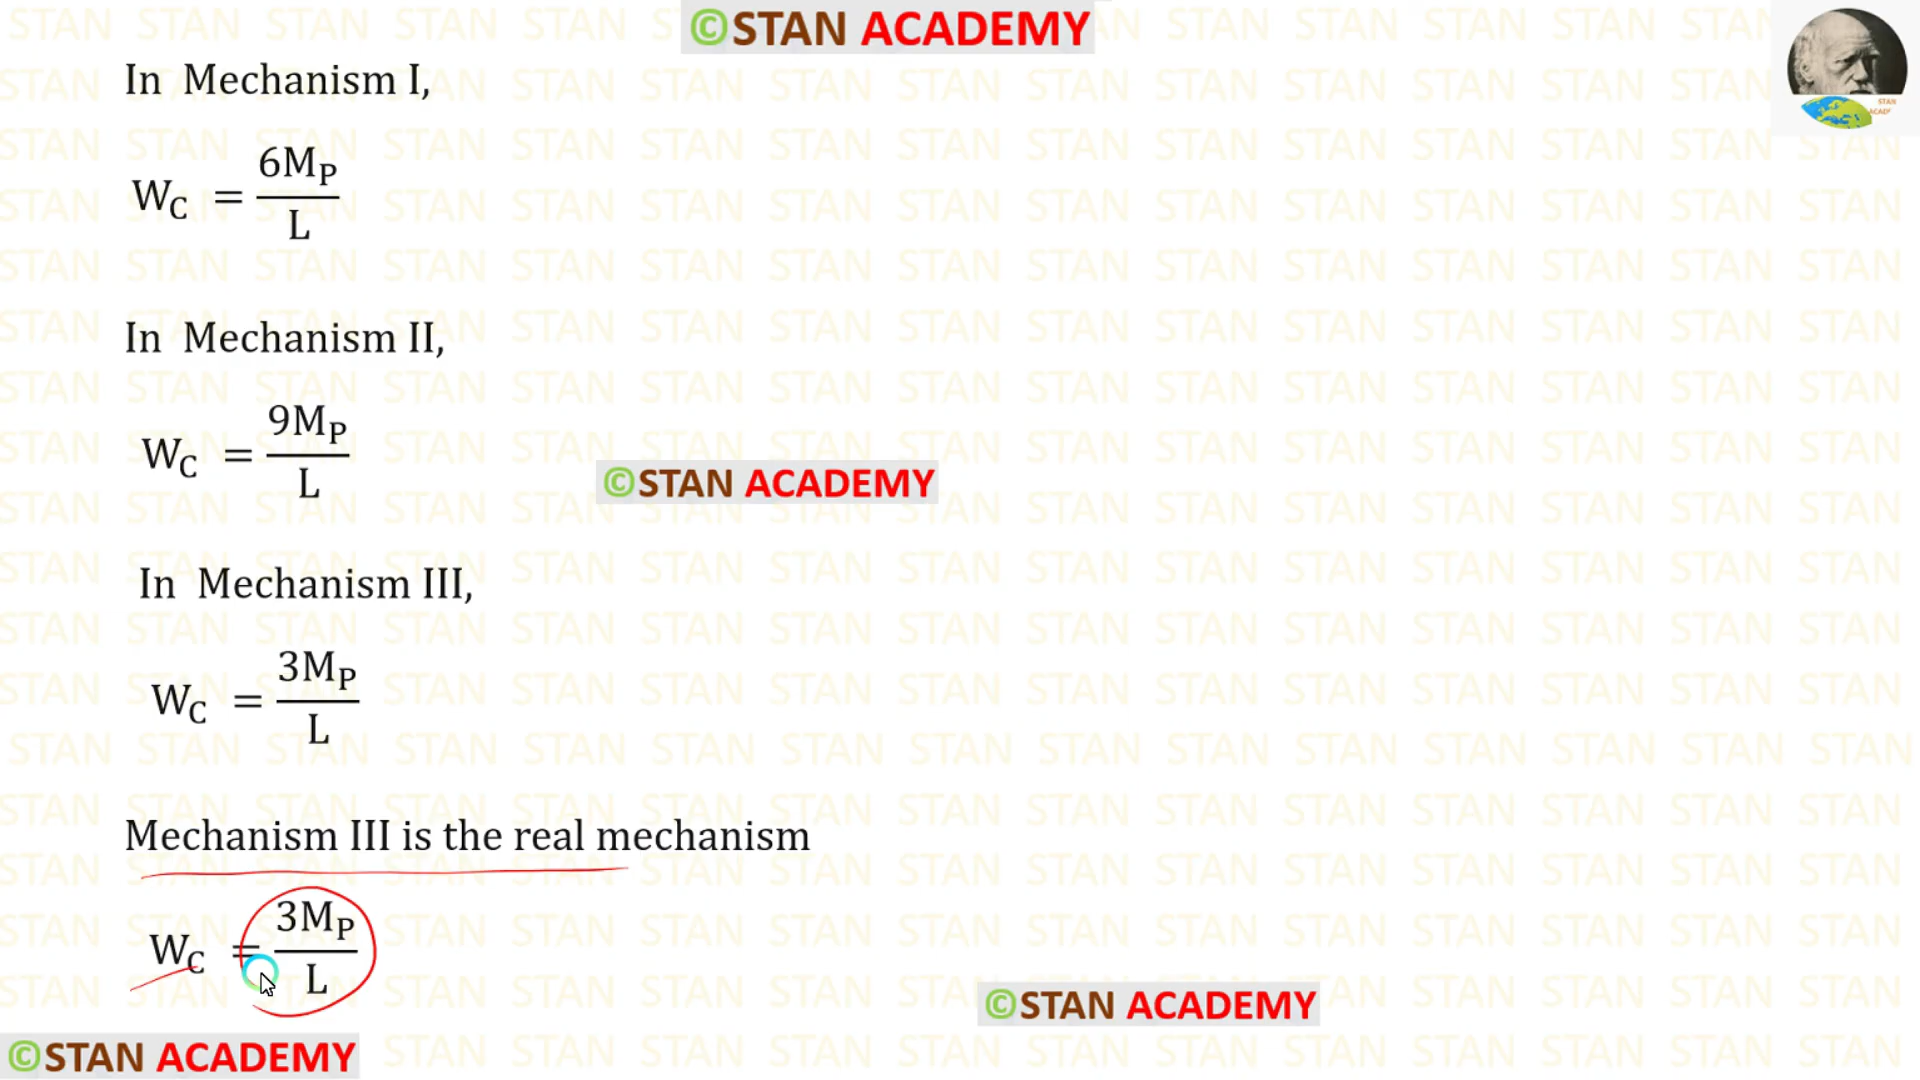 ©STAN ACADEMY
In Mechanism I,
W_C = 6M_P / L
In Mechanism II,
W_C = 9M_P / L
©STAN ACADEMY
In Mechanism III,
W_C = 3M_P / L
Mechanism III is the real mechanism
W_C = 3M_P / L
©STAN ACADEMY
©STAN ACADEMY